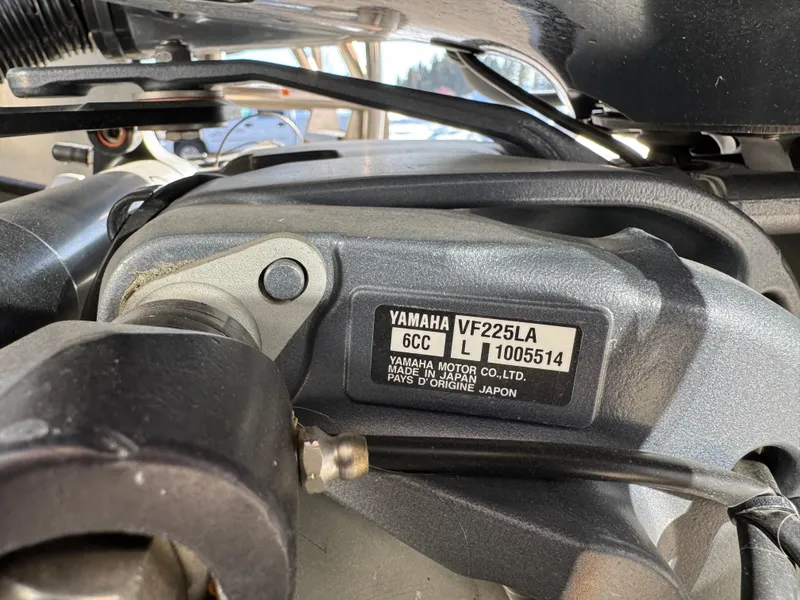 YAMAHA VF225LA
6CC L 1005514
YAMAHA MOTOR CO.,LTD.
MADE IN JAPAN
PAYS D'ORIGINE JAPON